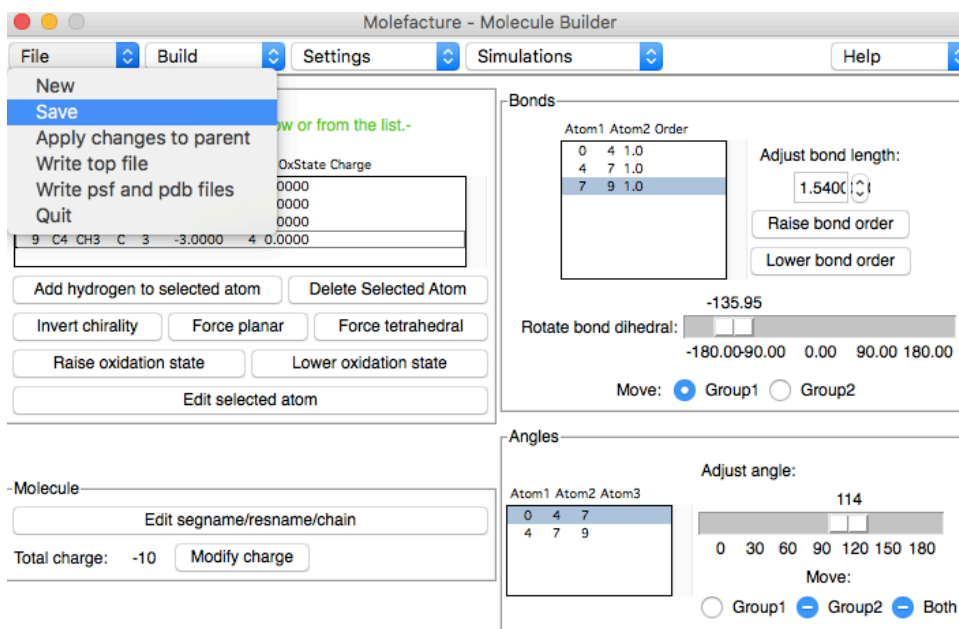 Molefacture - Molecule Builder
File Build Settings Simulations Help
New
Save
Apply changes to parent
Write top file
Write psf and pdb files
Quit
or from the list.-
OxState Charge
0000
0000
0000
9 C4 CH3 C 3 -3.0000 4 0.0000
Add hydrogen to selected atom Delete Selected Atom
Invert chirality Force planar Force tetrahedral
Raise oxidation state Lower oxidation state
Edit selected atom
Molecule
Edit segname/resname/chain
Total charge: -10 Modify charge
Bonds
Atom1 Atom2 Order
0 4 1.0
4 7 1.0
7 9 1.0
Adjust bond length:
1.540
Raise bond order
Lower bond order
-135.95
Rotate bond dihedral:
-180.00 -90.00 0.00 90.00 180.00
Move: Group1 Group2
Angles
Adjust angle:
Atom1 Atom2 Atom3
0 4 7
4 7 9
114
0 30 60 90 120 150 180
Move:
Group1 Group2 Both